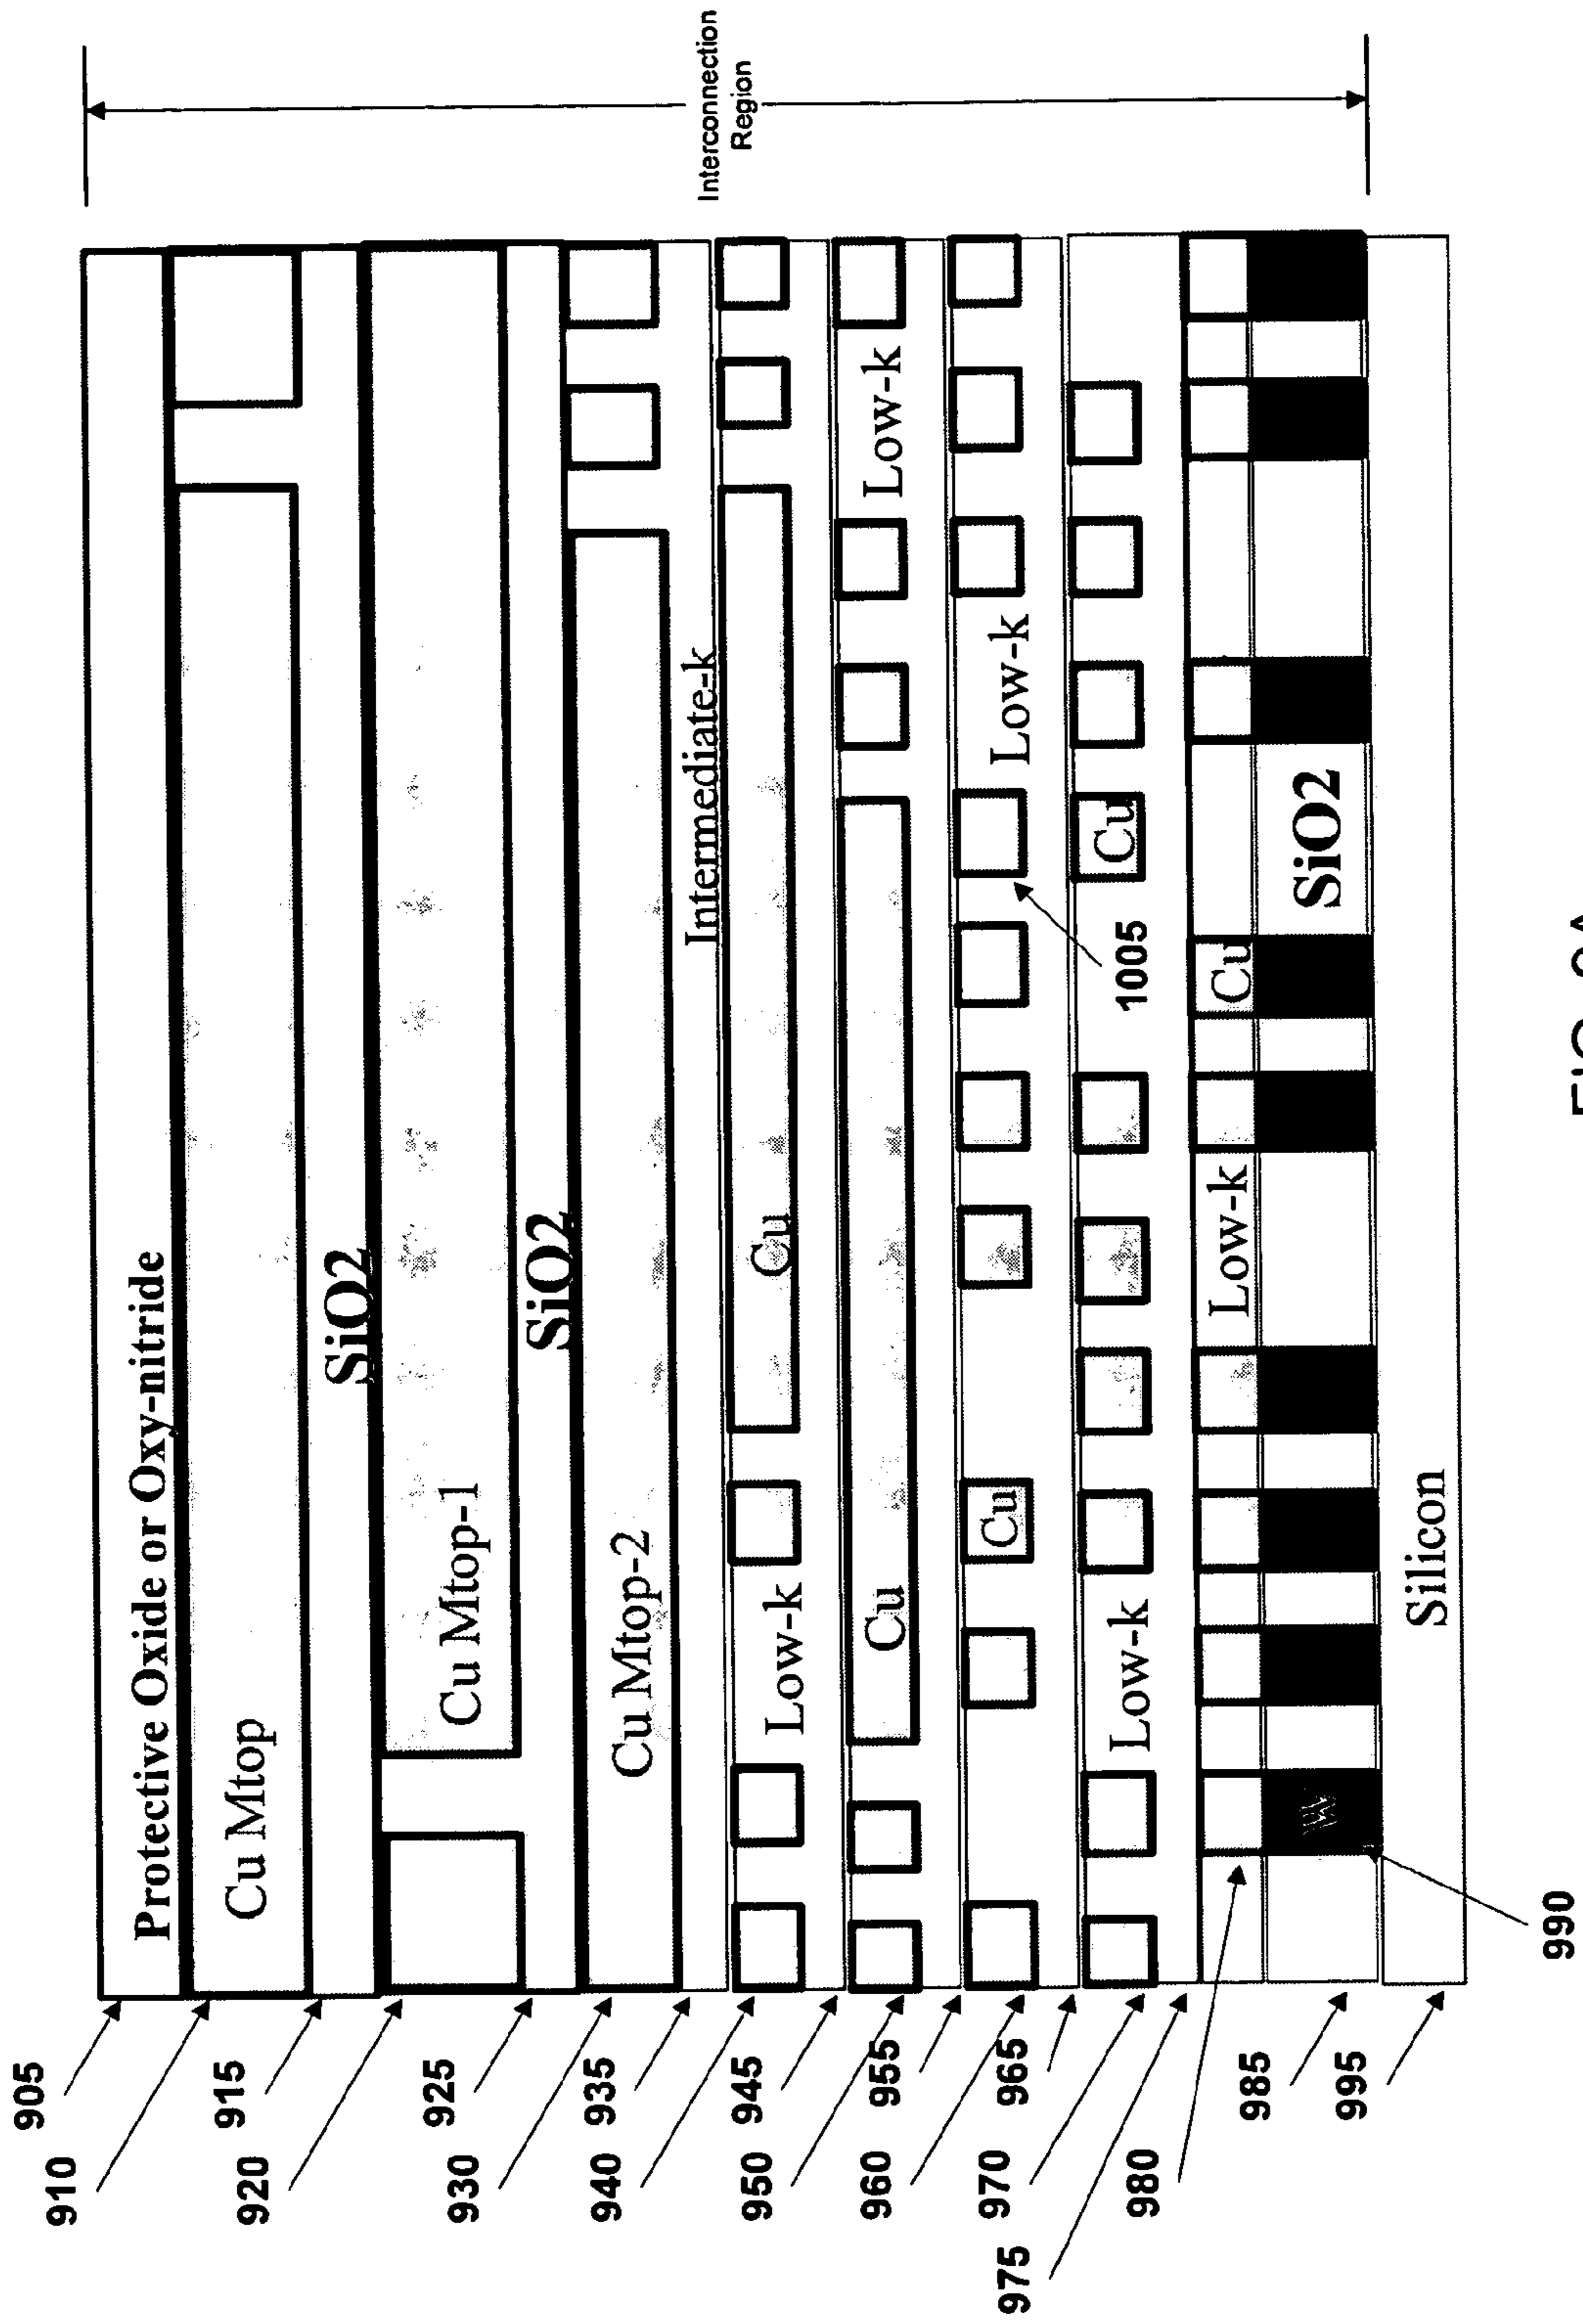 905
910
Protective Oxide or Oxy-nitride
Cu Mtop
915
SiO2
920
Cu Mtop-1
925
SiO2
930
Cu Mtop-2
935
Intermediate-k
Interconnection
Region
940
Low-k
Cu
945
950
Cu
Low-k
955
960
Cu
Low-k
965
970
Low-k
Cu
1005
975
980
Low-k
Cu
985
W
SiO2
995
Silicon
990